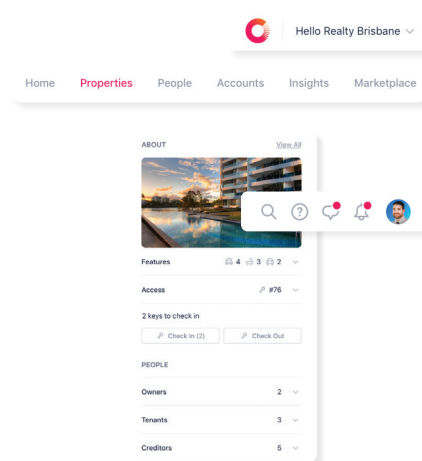 Hello Realty Brisbane
Home Properties People Accounts Insights Marketplace
ABOUT View All
Features 4 3 2
Access #76
2 keys to check in
Check In (2) Check Out
PEOPLE
Owners 2
Tenants 3
Creditors 5